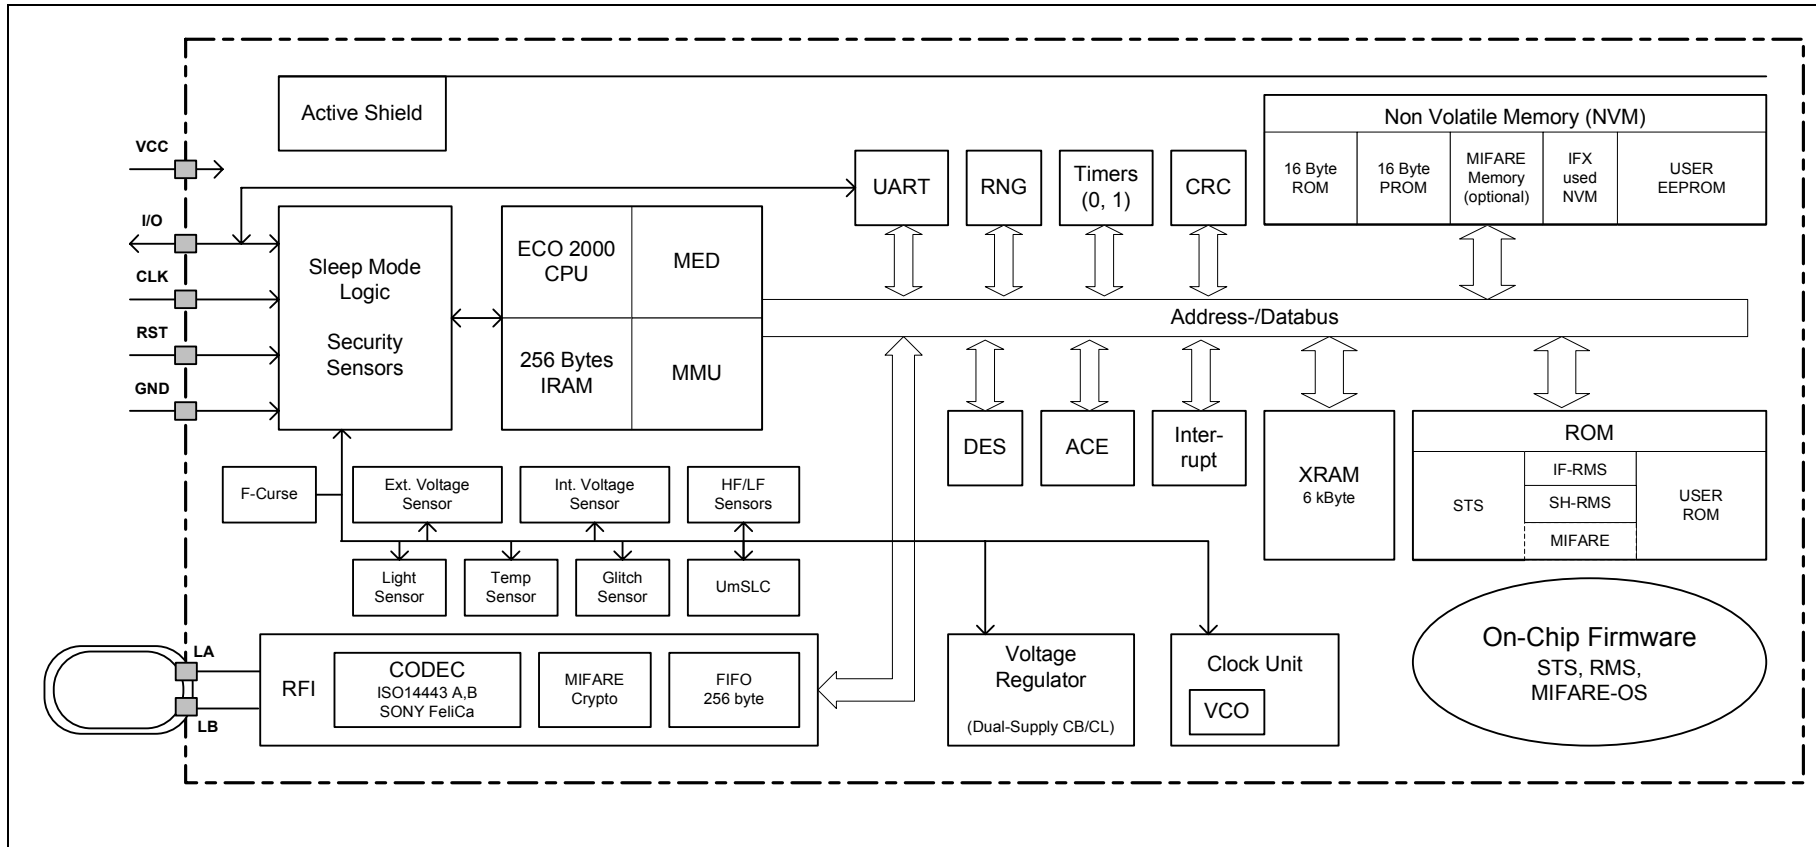 Active Shield
VCC
I/O
CLK
RST
GND
Sleep Mode
Logic
Security
Sensors
ECO 2000
CPU
MED
256 Bytes
IRAM
MMU
UART
RNG
Timers
(0, 1)
CRC
Non Volatile Memory (NVM)
16 Byte
ROM
16 Byte
PROM
MIFARE
Memory
(optional)
IFX
used
NVM
USER
EEPROM
Address-/Databus
DES
ACE
Inter-
rupt
XRAM
6 kByte
ROM
STS
IF-RMS
SH-RMS
MIFARE
USER
ROM
F-Curse
Ext. Voltage
Sensor
Int. Voltage
Sensor
HF/LF
Sensors
Light
Sensor
Temp
Sensor
Glitch
Sensor
UmSLC
LA
LB
RFI
CODEC
ISO14443 A,B
SONY FeliCa
MIFARE
Crypto
FIFO
256 byte
Voltage
Regulator
(Dual-Supply CB/CL)
Clock Unit
VCO
On-Chip Firmware
STS, RMS,
MIFARE-OS